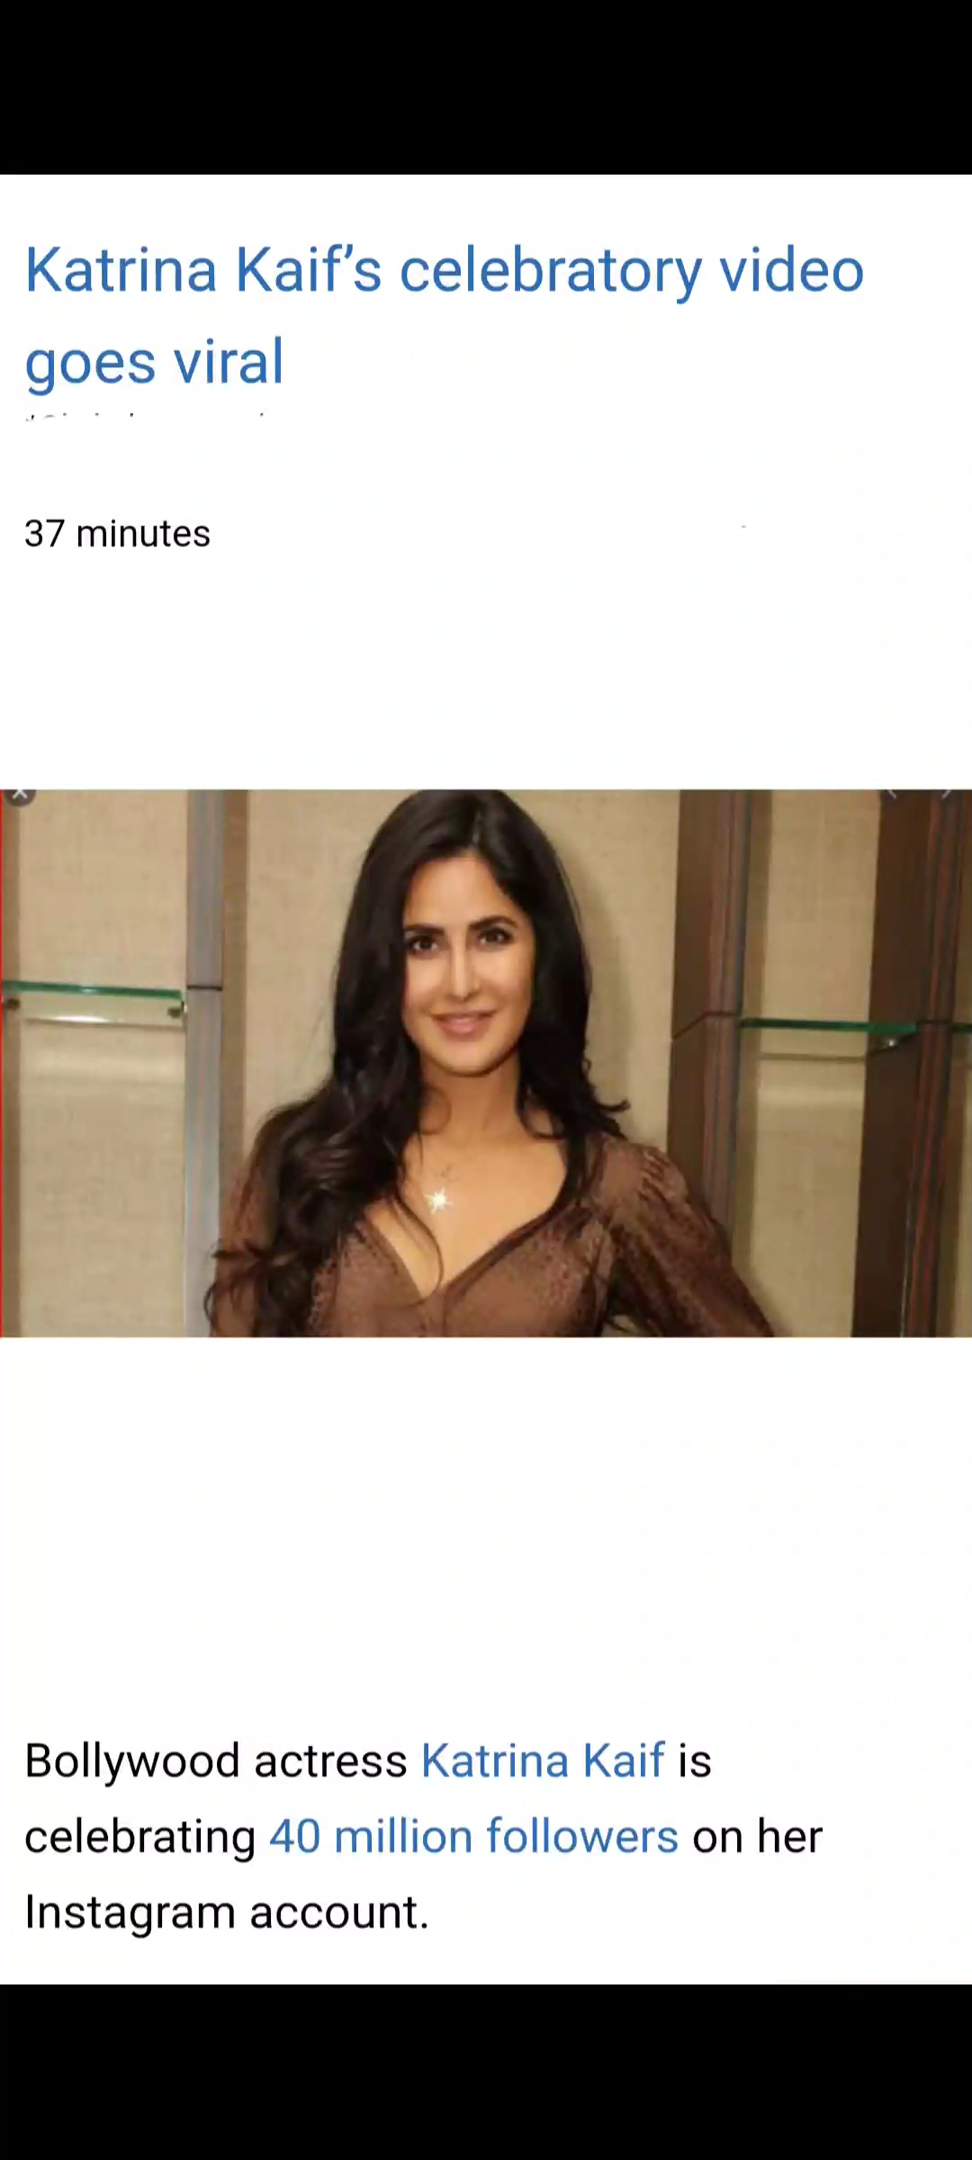 Katrina Kaif’s celebratory video
goes viral
37 minutes
Bollywood actress Katrina Kaif is
celebrating 40 million followers on her
Instagram account.